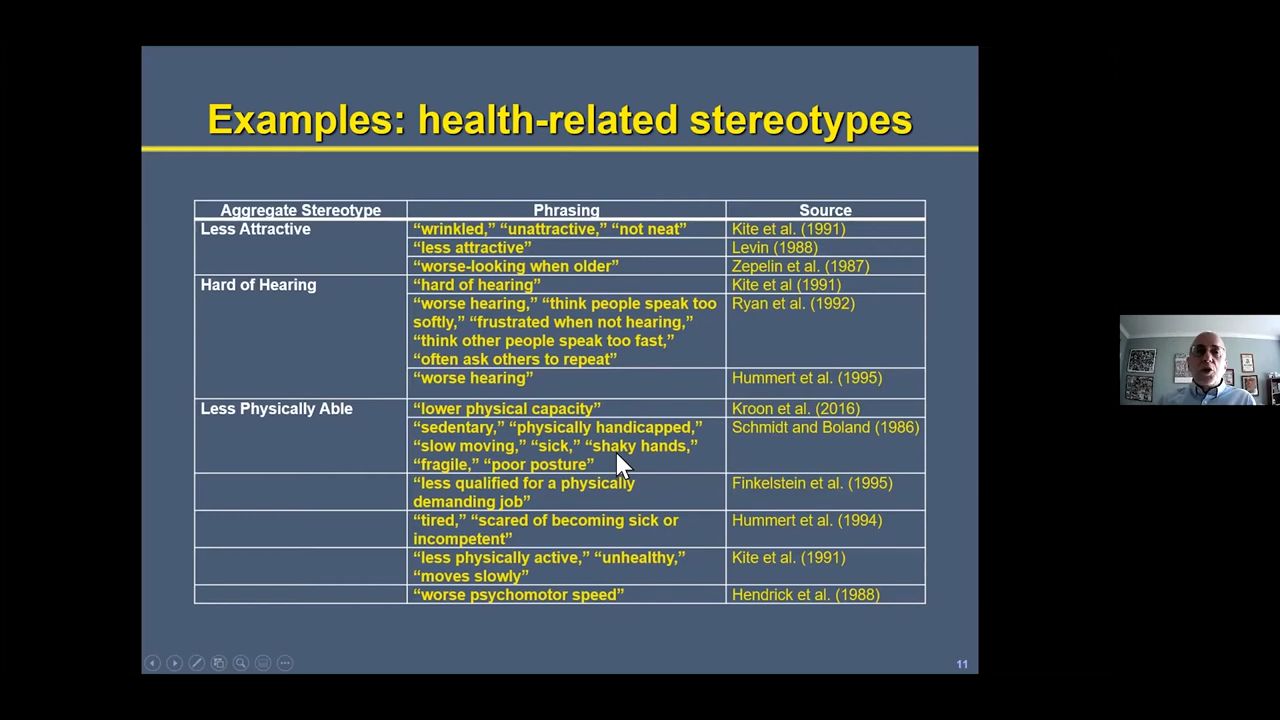 Examples: health-related stereotypes
Aggregate Stereotype Phrasing Source
Less Attractive “wrinkled,” “unattractive,” “not neat” Kite et al. (1991)
“less attractive” Levin (1988)
“worse-looking when older” Zepelin et al. (1987)
Hard of Hearing “hard of hearing” Kite et al (1991)
“worse hearing,” “think people speak too Ryan et al. (1992)
softly,” “frustrated when not hearing,”
“think other people speak too fast,”
“often ask others to repeat”
“worse hearing” Hummert et al. (1995)
Less Physically Able “lower physical capacity” Kroon et al. (2016)
“sedentary,” “physically handicapped,” Schmidt and Boland (1986)
“slow moving,” “sick,” “shaky hands,”
“fragile,” “poor posture”
“less qualified for a physically Finkelstein et al. (1995)
demanding job”
“tired,” “scared of becoming sick or Hummert et al. (1994)
incompetent”
“less physically active,” “unhealthy,” Kite et al. (1991)
“moves slowly”
“worse psychomotor speed” Hendrick et al. (1988)
11